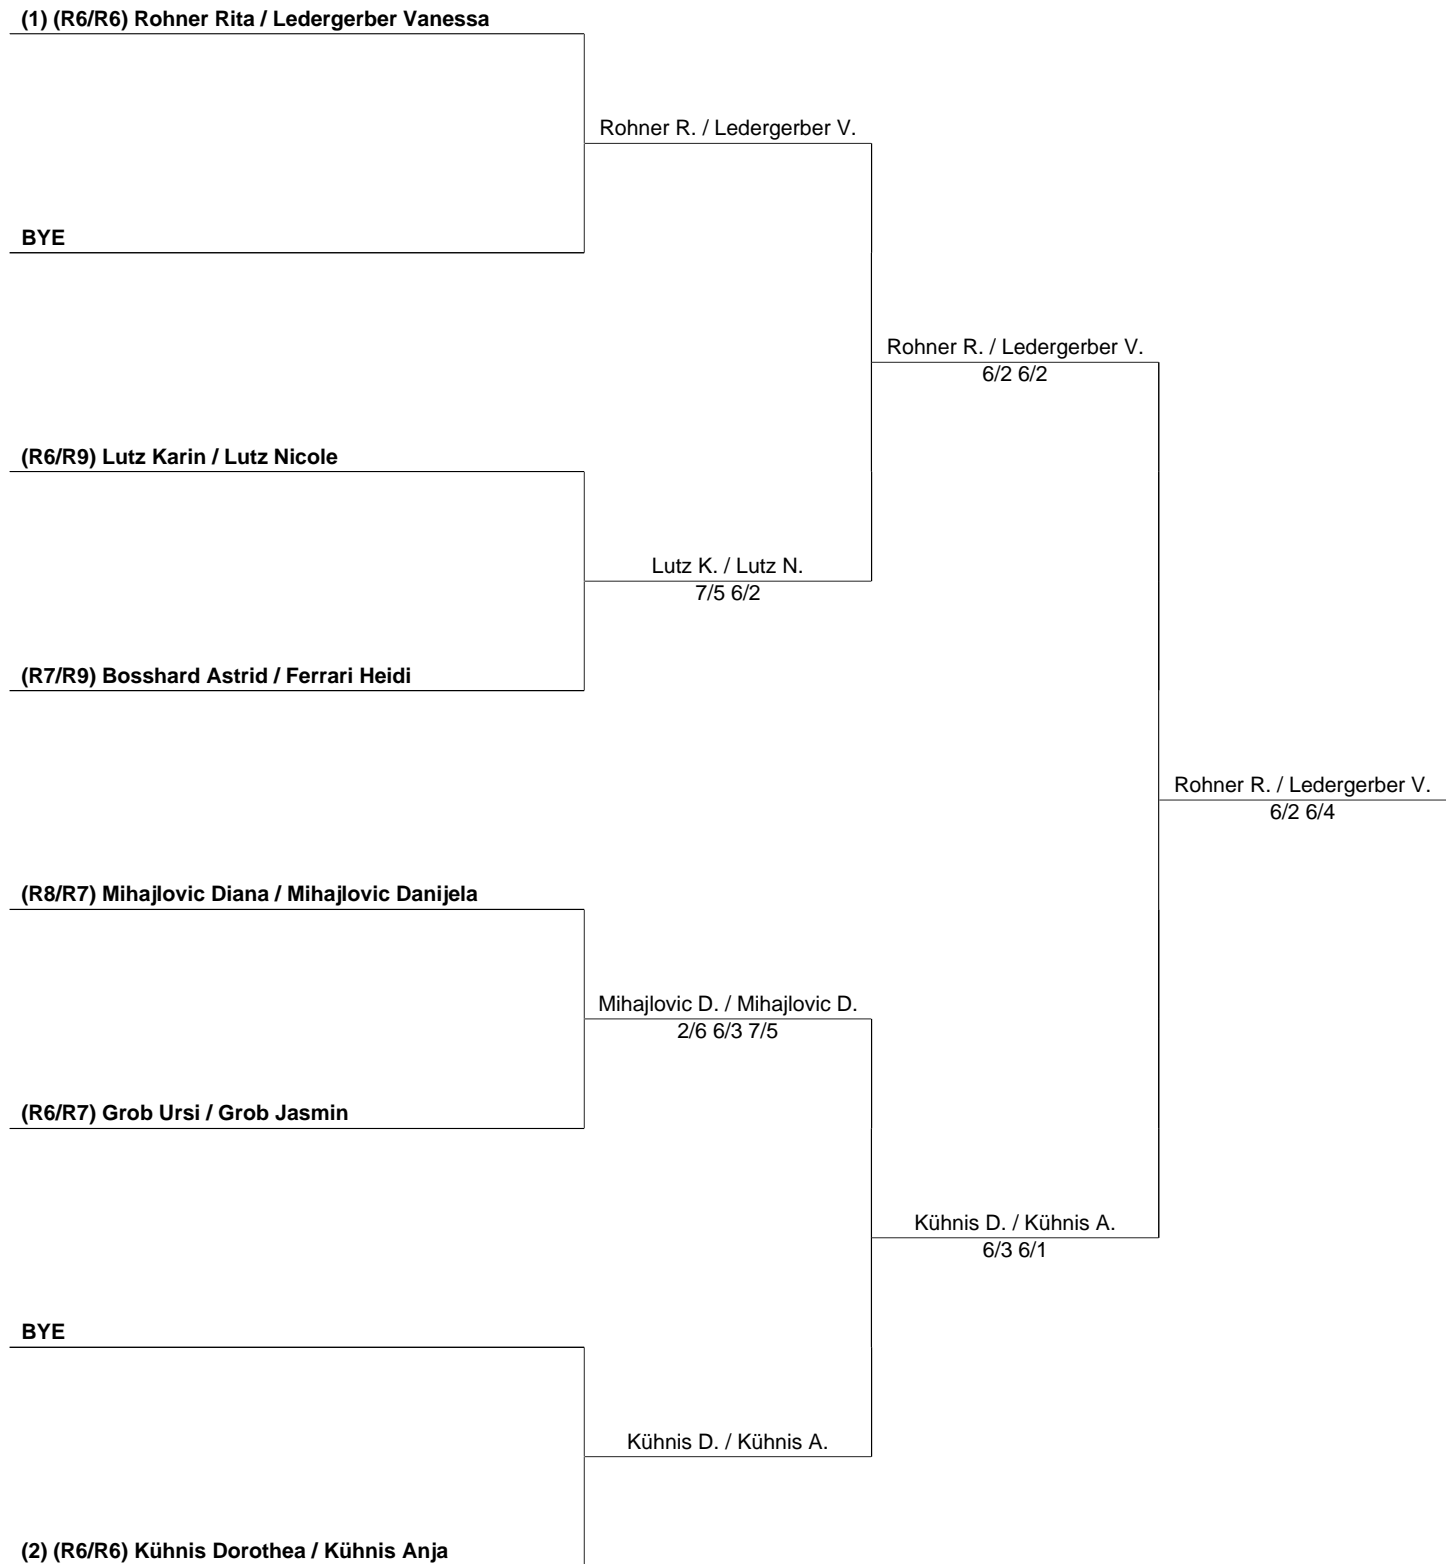 (1) (R6/R6) Rohner Rita / Ledergerber Vanessa
Rohner R. / Ledergerber V.
BYE
Rohner R. / Ledergerber V.
6/2 6/2
(R6/R9) Lutz Karin / Lutz Nicole
Lutz K. / Lutz N.
7/5 6/2
(R7/R9) Bosshard Astrid / Ferrari Heidi
Rohner R. / Ledergerber V.
6/2 6/4
(R8/R7) Mihajlovic Diana / Mihajlovic Danijela
Mihajlovic D. / Mihajlovic D.
2/6 6/3 7/5
(R6/R7) Grob Ursi / Grob Jasmin
Kühnis D. / Kühnis A.
6/3 6/1
BYE
Kühnis D. / Kühnis A.
(2) (R6/R6) Kühnis Dorothea / Kühnis Anja